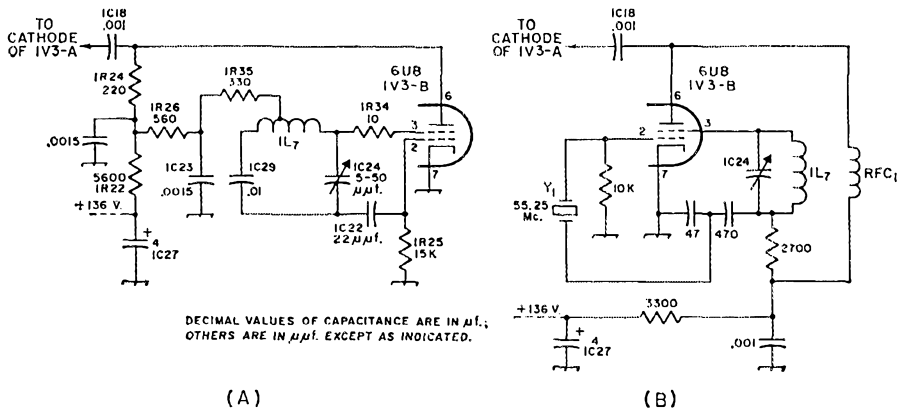 1C18
.001
TO
CATHODE
OF 1V3-A
1R24
220
.0015
1R26
560
5600
1R22
+136 V.
+
4
1C27
1R35
330
1C23
.0015
1C29
.01
1L7
1C24
5-50
μμf.
1R34
10
1C22
22μμf.
1R25
15K
6U8
1V3-B
6
3
2
7
DECIMAL VALUES OF CAPACITANCE ARE IN μf.;
OTHERS ARE IN μμf. EXCEPT AS INDICATED.
(A)
1C18
.001
TO
CATHODE
OF 1V3-A
6U8
1V3-B
6
2
3
7
Y1
55.25
Mc.
10K
47
470
1C24
1L7
RFC1
2700
3300
+136 V.
+
4
1C27
.001
(B)